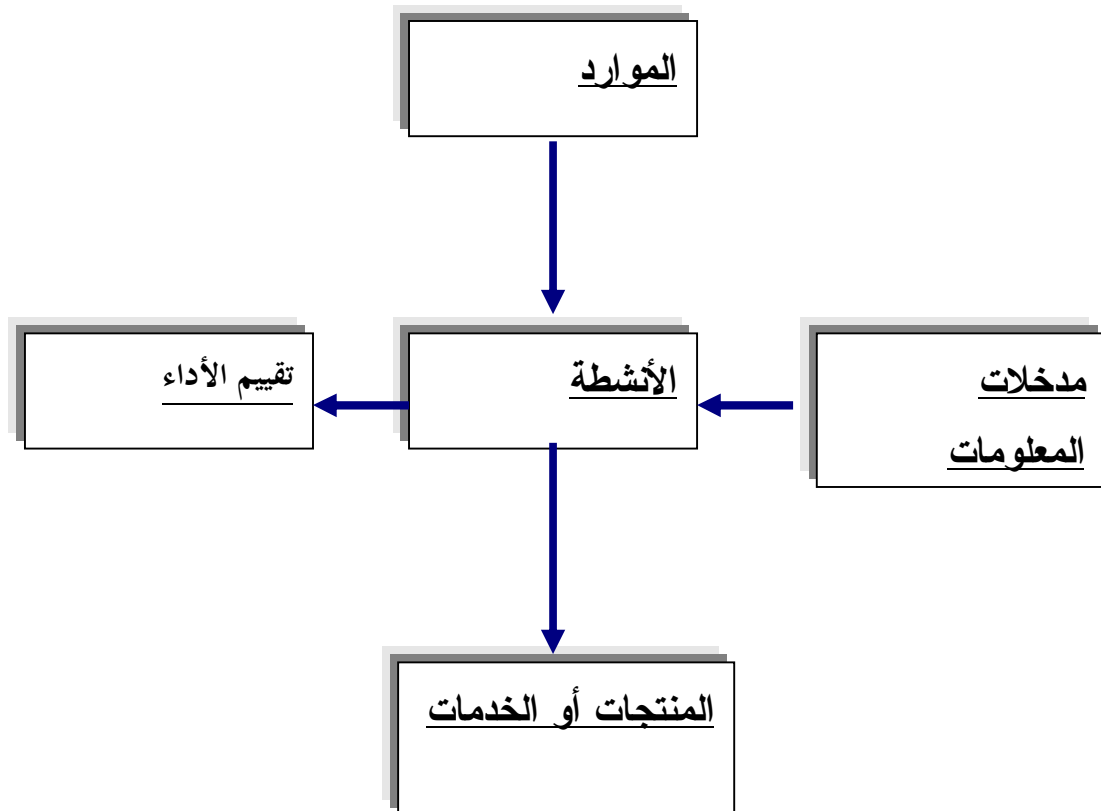 الموارد
مدخلات
المعلومات
الأنشطة
تقييم الأداء
المنتجات أو الخدمات